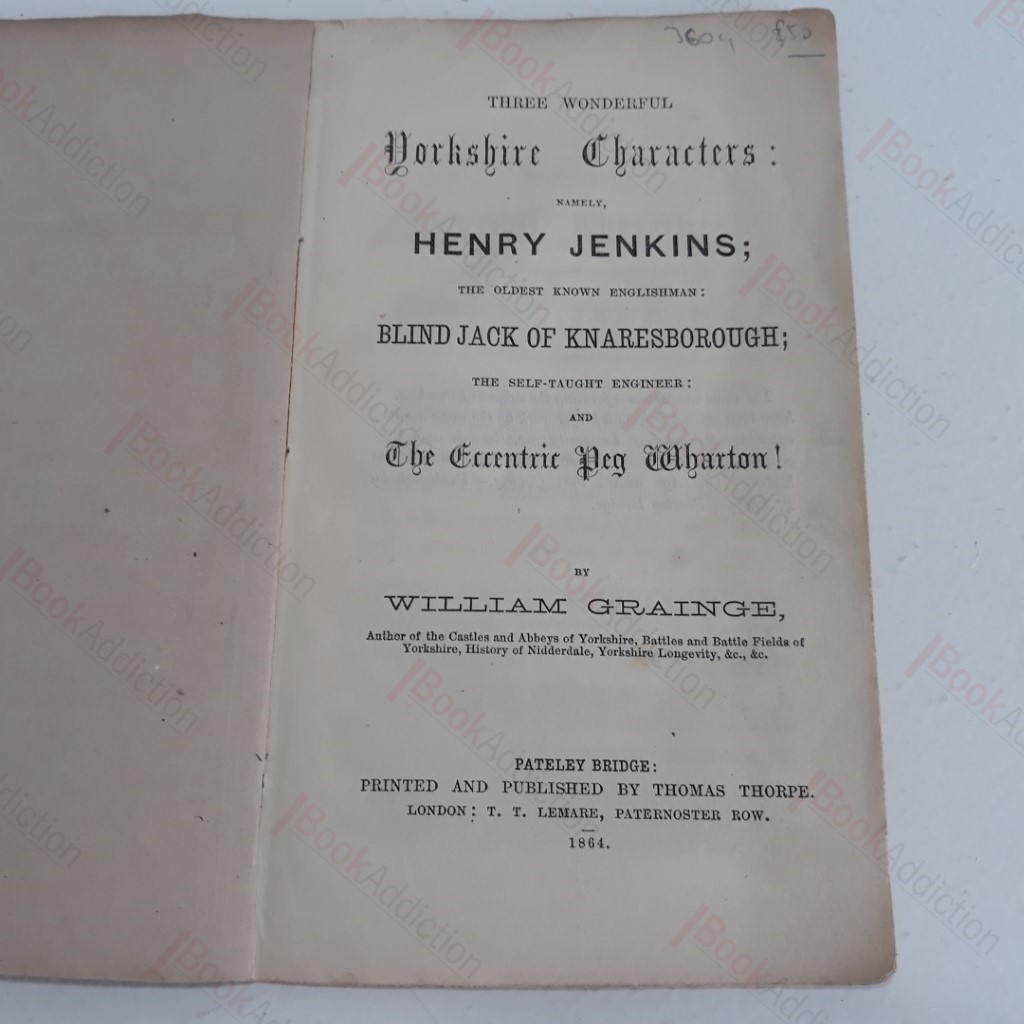 3604 £50
THREE WONDERFUL
Yorkshire Characters:
NAMELY,
HENRY JENKINS;
THE OLDEST KNOWN ENGLISHMAN:
BLIND JACK OF KNARESBOROUGH;
THE SELF-TAUGHT ENGINEER:
AND
The Eccentric Peg Wharton!
BY
WILLIAM GRAINGE,
Author of the Castles and Abbeys of Yorkshire, Battles and Battle Fields of
Yorkshire, History of Nidderdale, Yorkshire Longevity, &c., &c.
PATELEY BRIDGE:
PRINTED AND PUBLISHED BY THOMAS THORPE.
LONDON: T. T. LEMARE, PATERNOSTER ROW.
1864.
BookAddiction